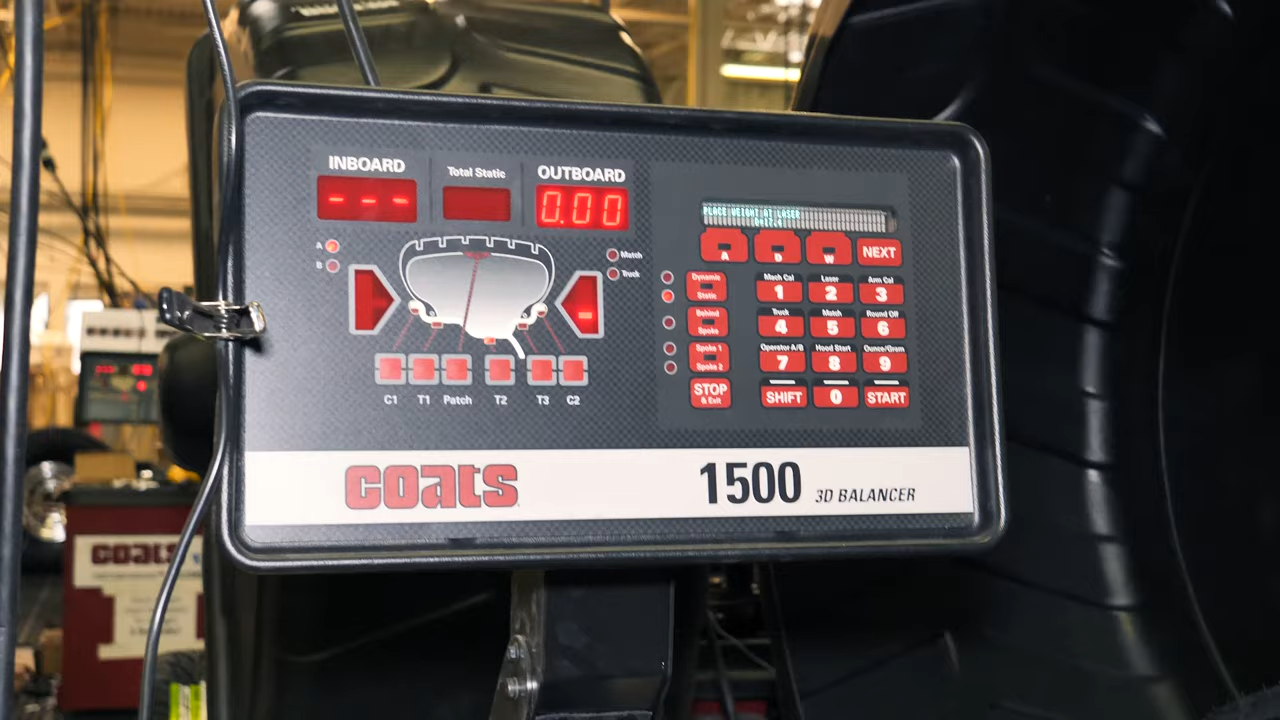 INBOARD
Total Static
OUTBOARD
- - -
0.00
A
B
Match
Truck
C1
T1
Patch
T2
T3
C2
PLACE WEIGHT AT LASER
A
D
W
NEXT
Dynamic
Static
Behind
Spoke
Spoke 1
Spoke 2
STOP
& Exit
Mach Cal
1
Laser
2
Arm Cal
3
Truck
4
Match
5
Round Off
6
Operator A/B
7
Hood Start
8
Ounce/Gram
9
SHIFT
0
START
COATS
1500
3D BALANCER
COATS